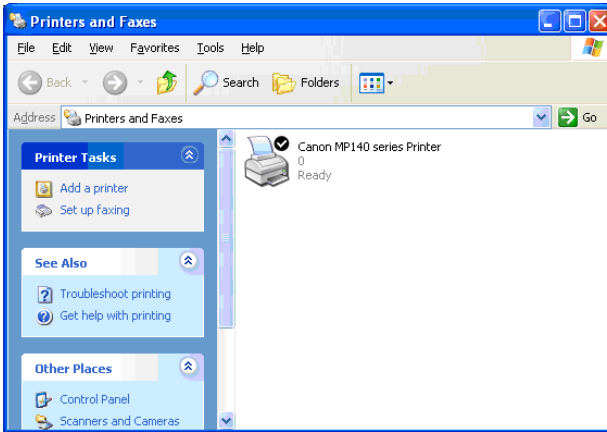 Printers and Faxes
File Edit View Favorites Tools Help
Back Search Folders
Address Printers and Faxes Go
Printer Tasks
Add a printer
Set up faxing
See Also
Troubleshoot printing
Get help with printing
Other Places
Control Panel
Scanners and Cameras
Canon MP140 series Printer
0
Ready